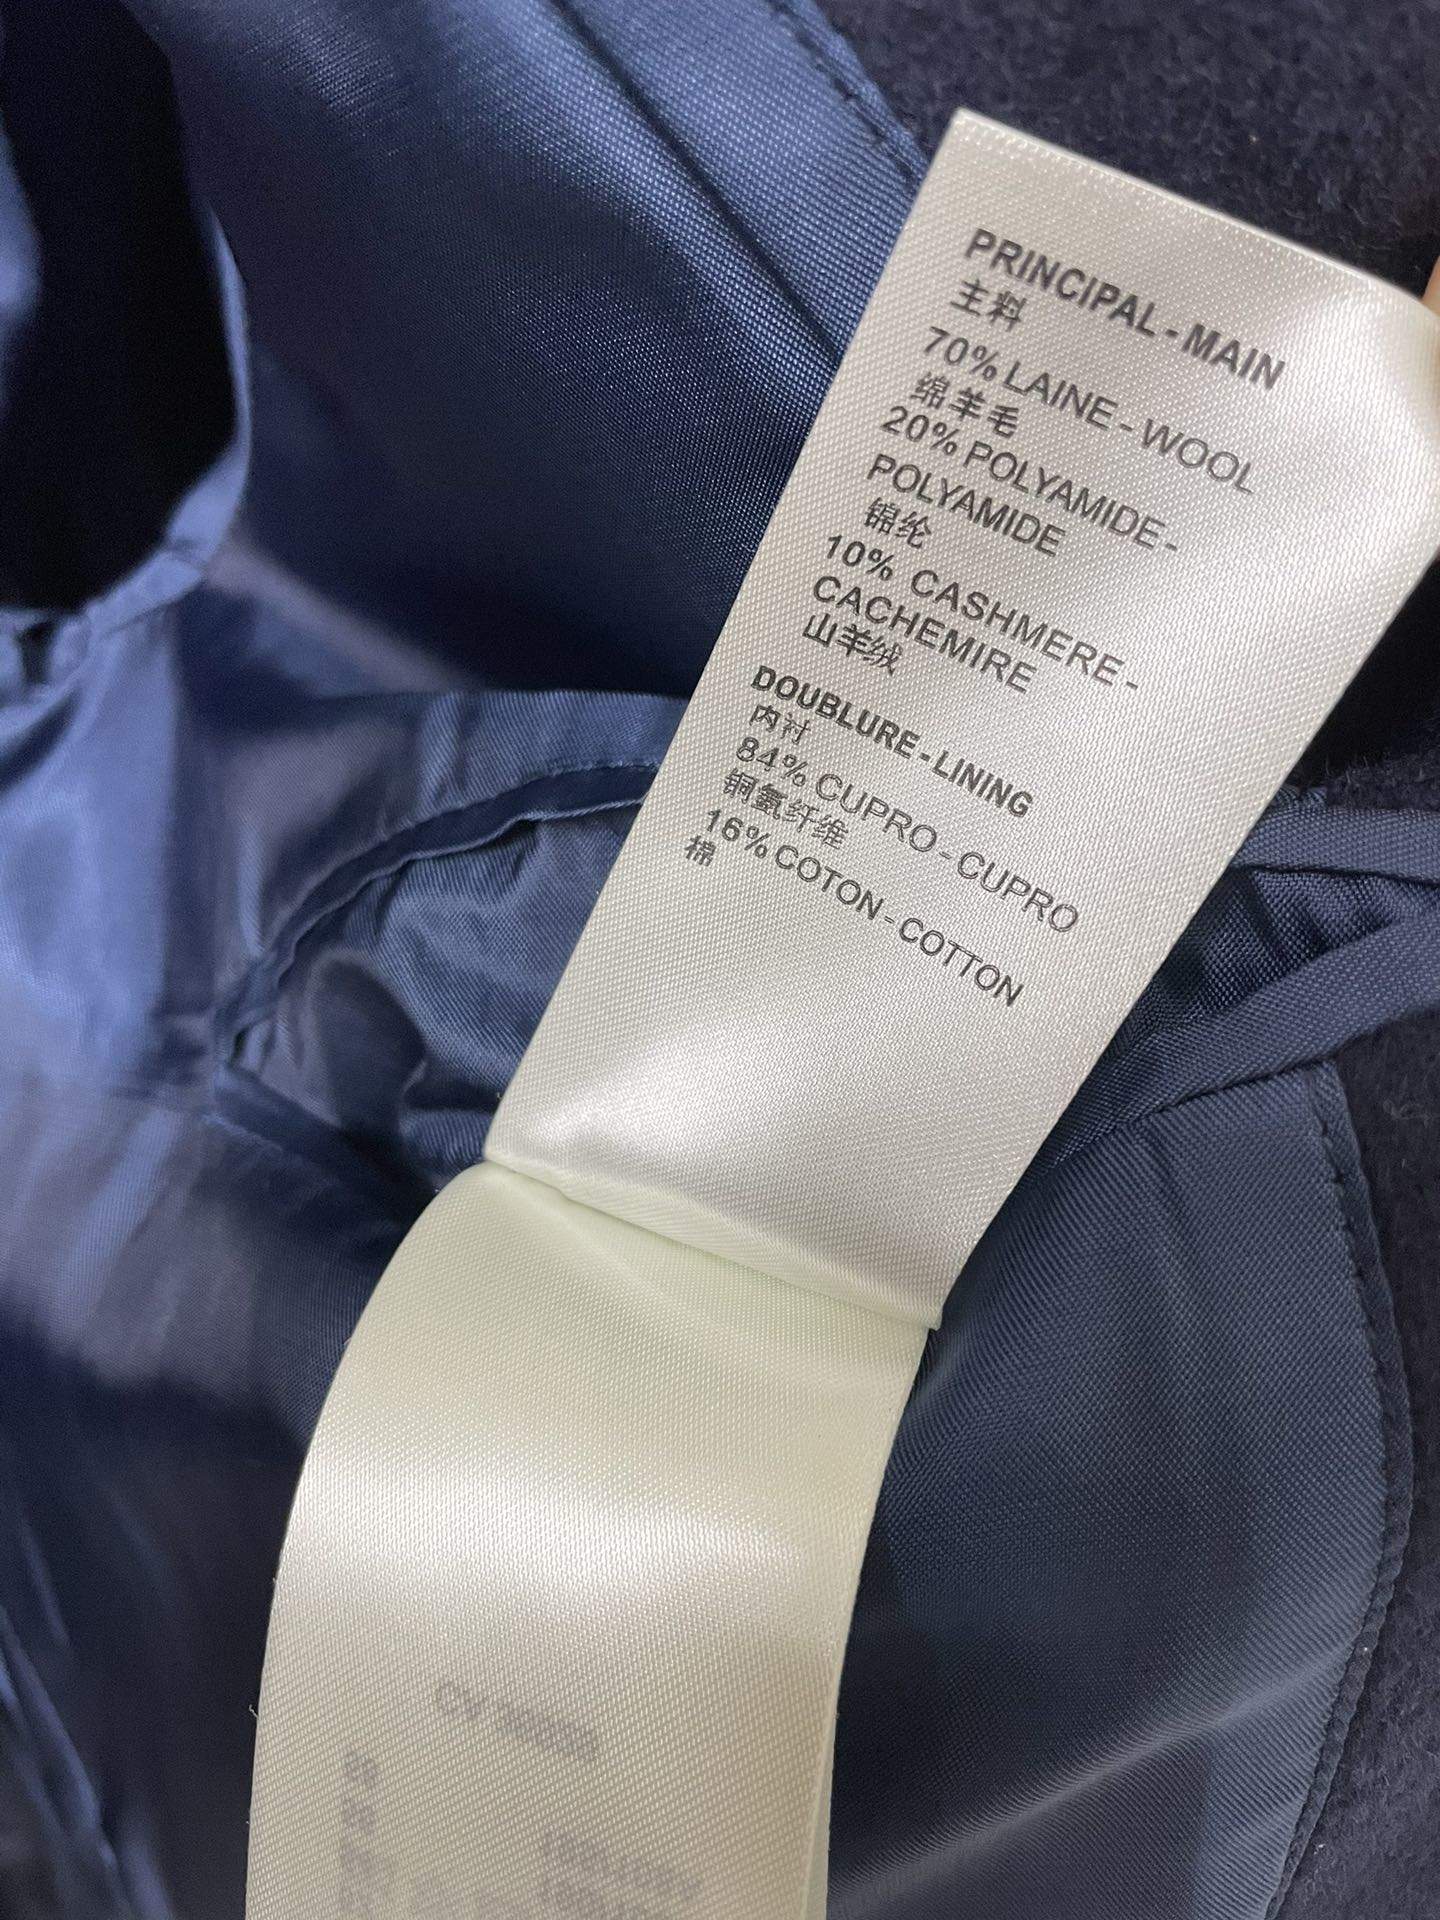 PRINCIPAL - MAIN
主料
70% LAINE - WOOL
绵羊毛
20% POLYAMIDE -
POLYAMIDE
锦纶
10% CASHMERE -
CACHEMIRE
山羊绒
DOUBLURE - LINING
内衬
84% CUPRO - CUPRO
铜氨纤维
16% COTON - COTTON
棉